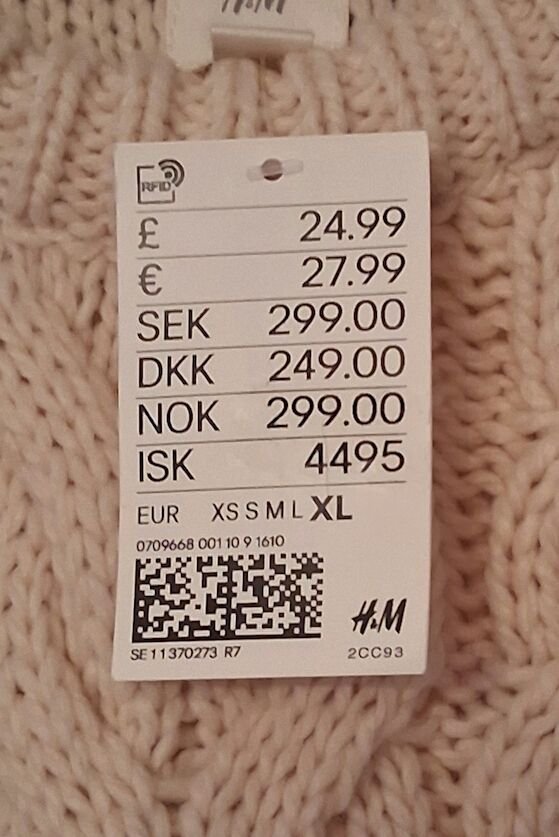 H&M
RFID
£ 24.99
€ 27.99
SEK 299.00
DKK 249.00
NOK 299.00
ISK 4495
EUR XS S M L XL
0709668 001 10 9 1610
H&M
SE 11370273 R7 2CC93